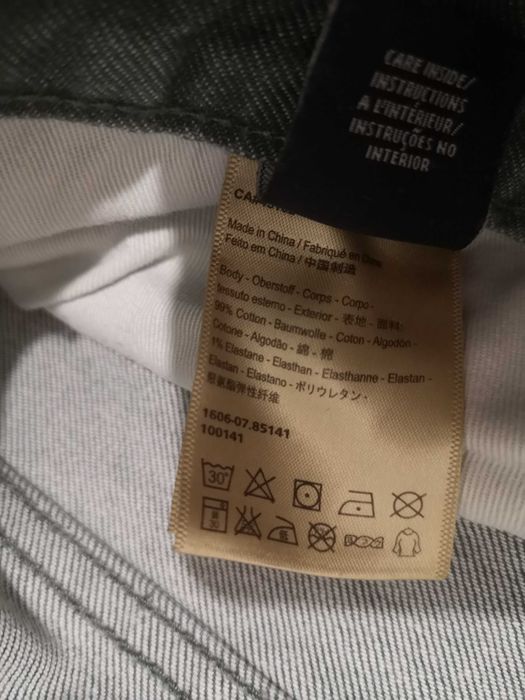 CARE INSIDE/
INSTRUCTIONS
A L'INTÉRIEUR/
INSTRUÇÕES NO
INTERIOR
Made in China / Fabriqué en
Feito em China / 中国制造
Body - Oberstoff - Corps - Corpo -
tessuto esterno - Exterior - 表地 - 面料:
99% Cotton - Baumwolle - Coton - Algodón -
Cotone - Algodão - 綿 - 棉
1% Elastane - Elasthan - Elasthanne - Elastan -
Elastan - Elastano - ポリウレタン -
聚氨酯弹性纤维
1606-07.85141
100141
30°